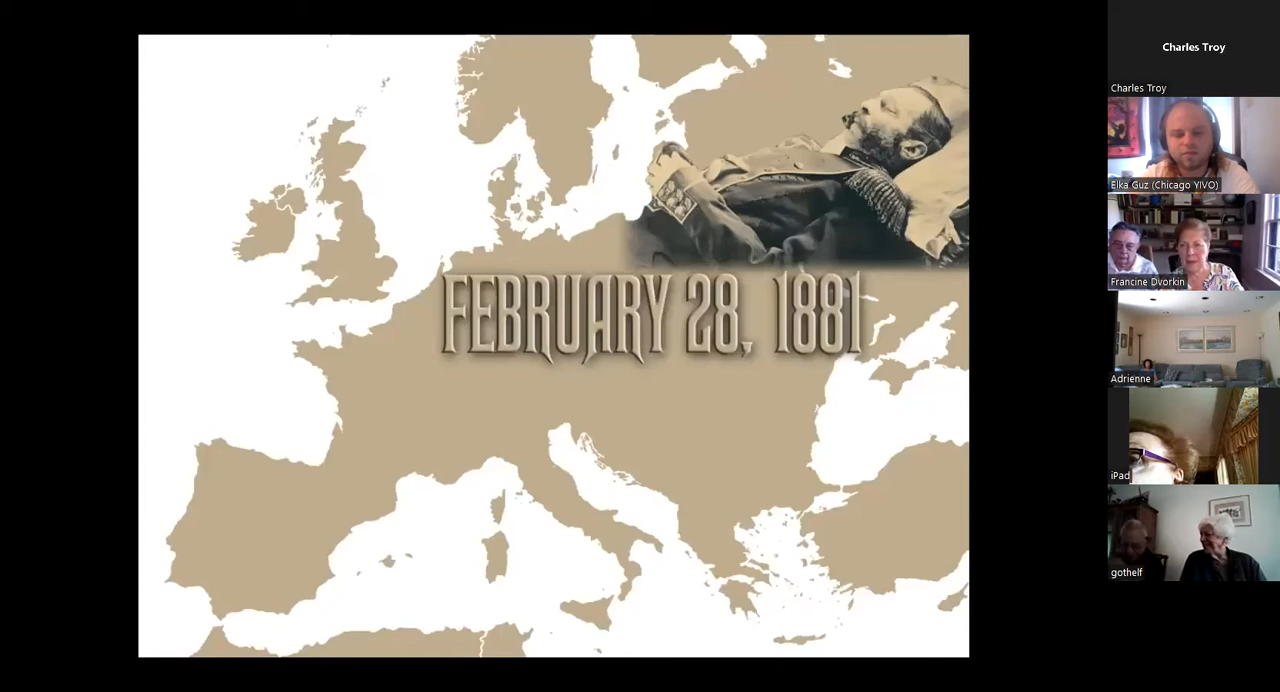 FEBRUARY 28, 1881
Charles Troy
Charles Troy
Elka Guz (Chicago YIVO)
Francine Dvorkin
Adrienne
iPad
gothelf